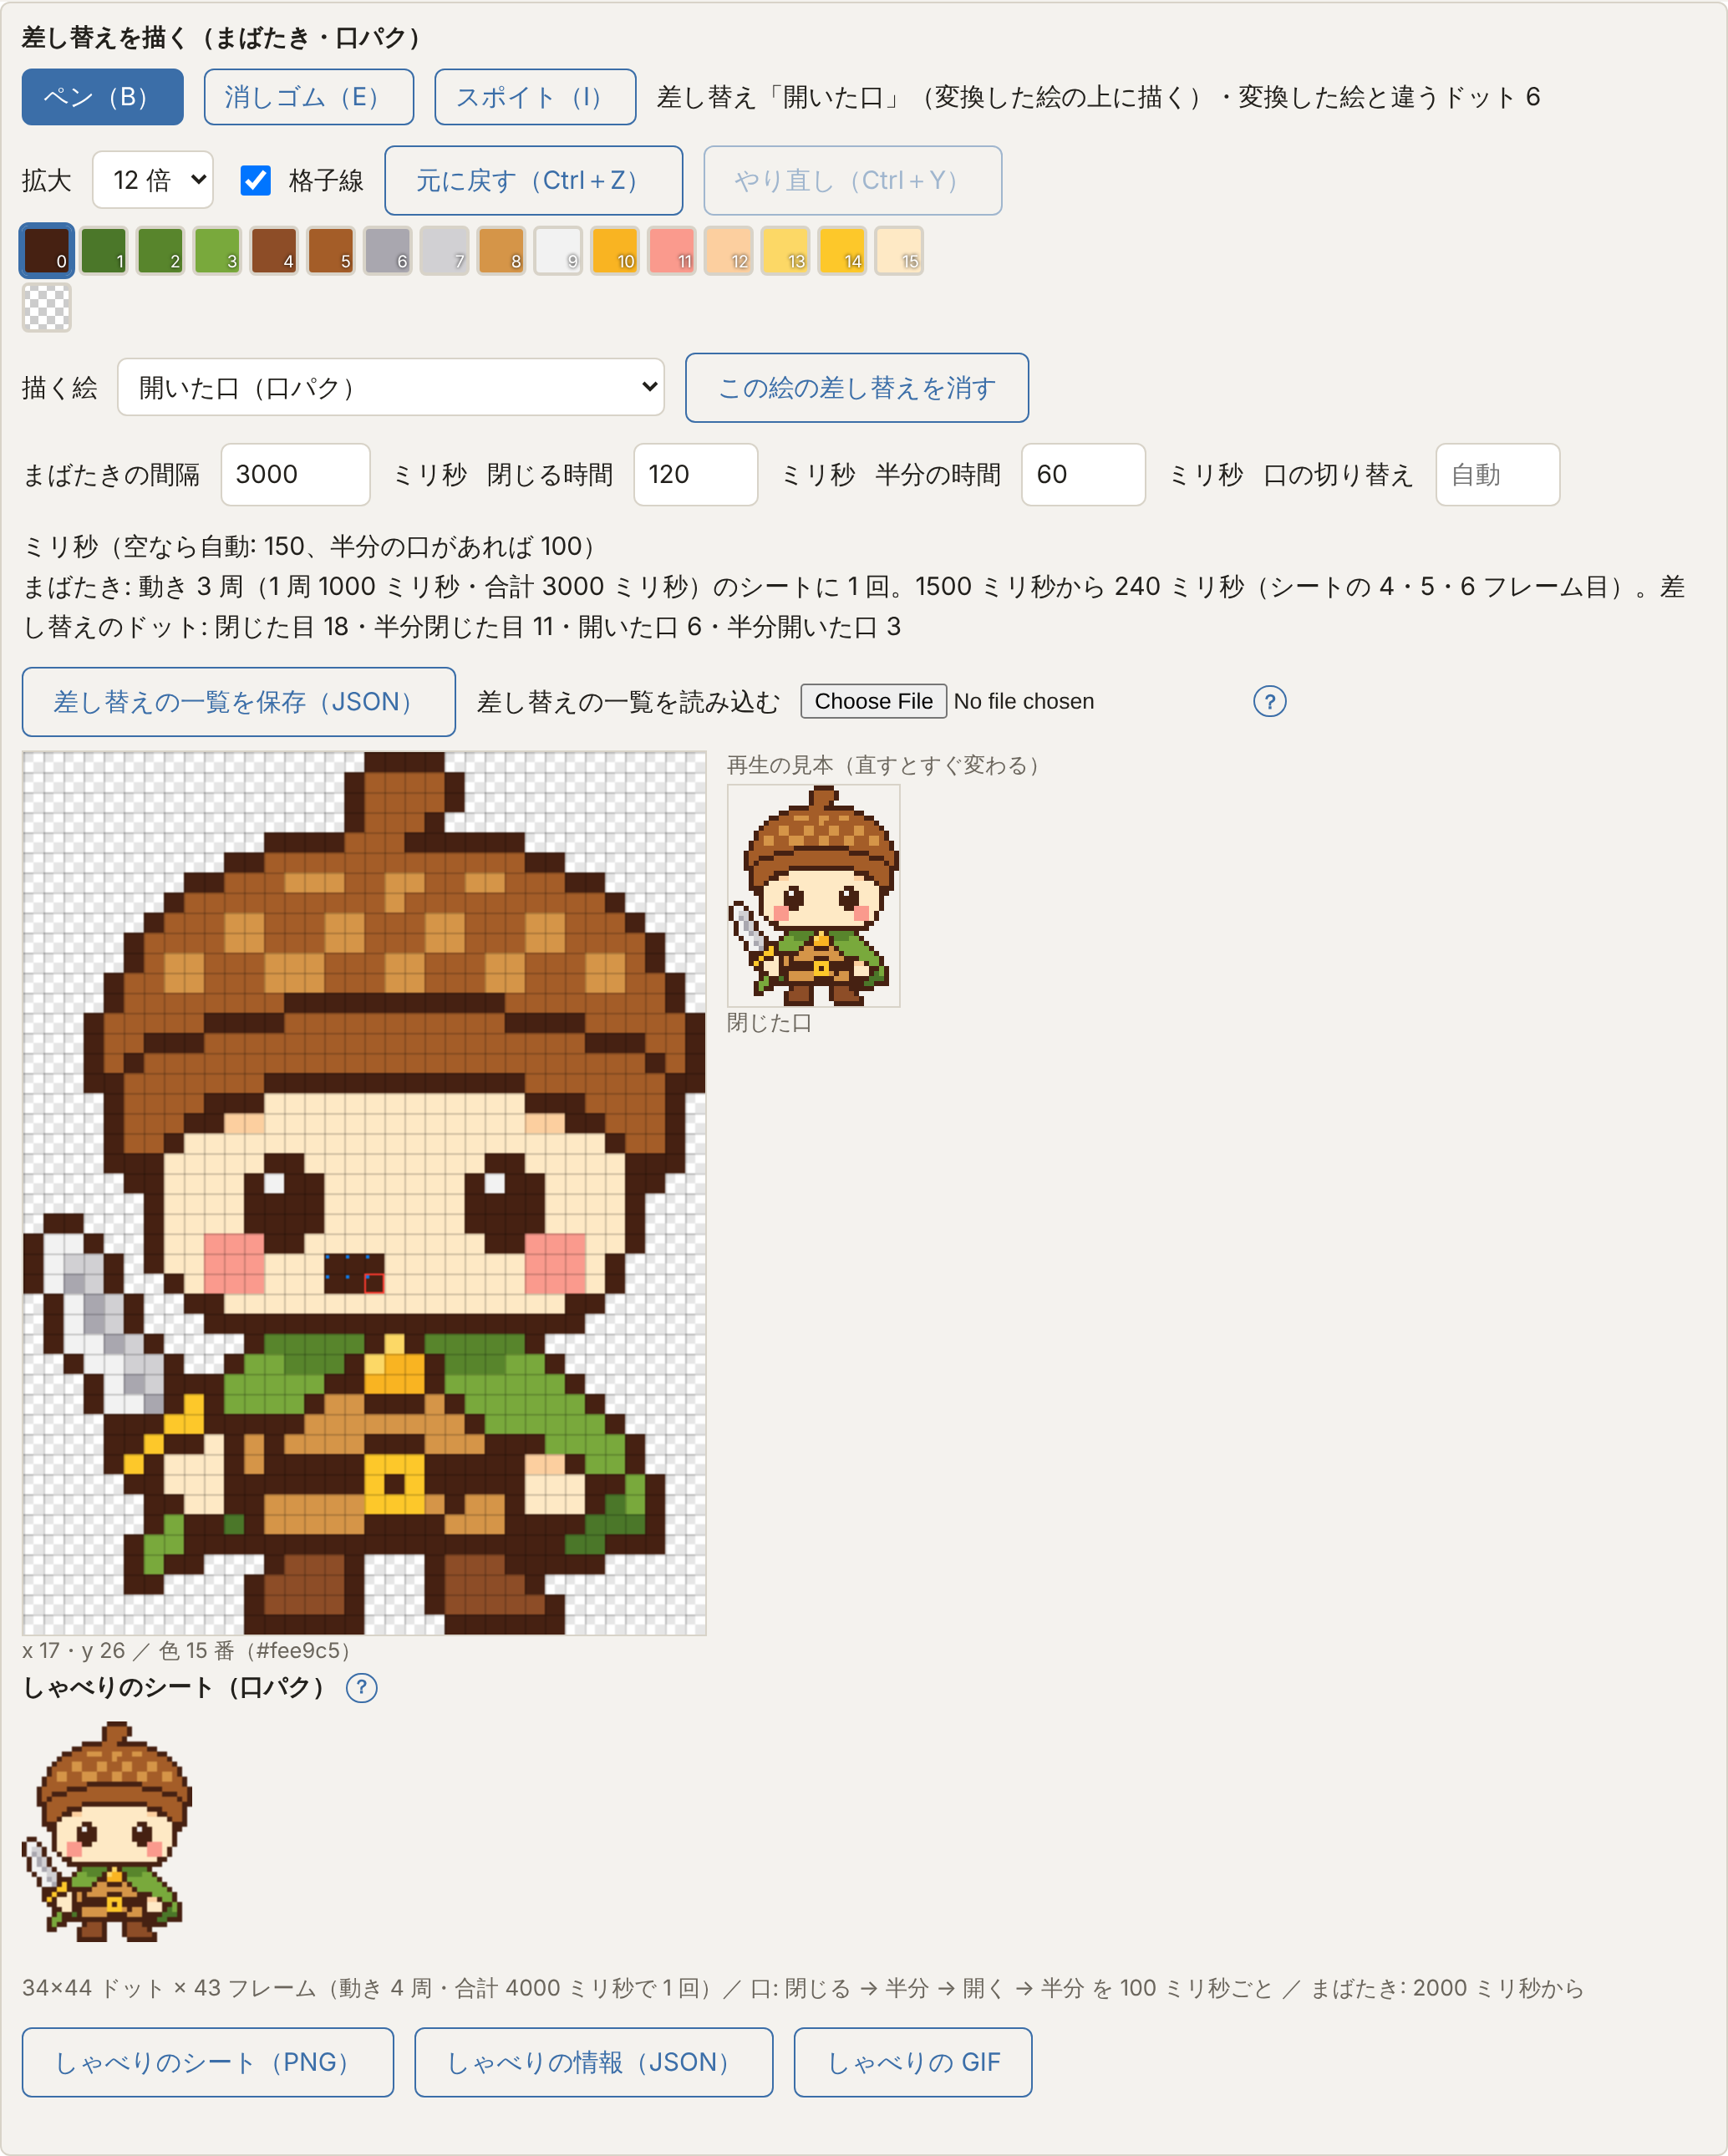 差し替えを描く（まばたき・口パク）
ペン（B） 消しゴム（E） スポイト（I） 差し替え「開いた口」（変換した絵の上に描く）・変換した絵と違うドット 6
拡大 12 倍 格子線 元に戻す（Ctrl＋Z） やり直し（Ctrl＋Y）
0 1 2 3 4 5 6 7 8 9 10 11 12 13 14 15
描く絵 開いた口（口パク） この絵の差し替えを消す
まばたきの間隔 3000 ミリ秒 閉じる時間 120 ミリ秒 半分の時間 60 ミリ秒 口の切り替え 自動
ミリ秒（空なら自動: 150、半分の口があれば 100）
まばたき: 動き 3 周（1 周 1000 ミリ秒・合計 3000 ミリ秒）のシートに 1 回。1500 ミリ秒から 240 ミリ秒（シートの 4・5・6 フレーム目）。差
し替えのドット: 閉じた目 18・半分閉じた目 11・開いた口 6・半分開いた口 3
差し替えの一覧を保存（JSON） 差し替えの一覧を読み込む Choose File No file chosen ?
再生の見本（直すとすぐ変わる）
閉じた口
x 17・y 26 ／ 色 15 番（#fee9c5）
しゃべりのシート（口パク） ?
34×44 ドット × 43 フレーム（動き 4 周・合計 4000 ミリ秒で 1 回）／ 口: 閉じる → 半分 → 開く → 半分 を 100 ミリ秒ごと ／ まばたき: 2000 ミリ秒から
しゃべりのシート（PNG） しゃべりの情報（JSON） しゃべりの GIF